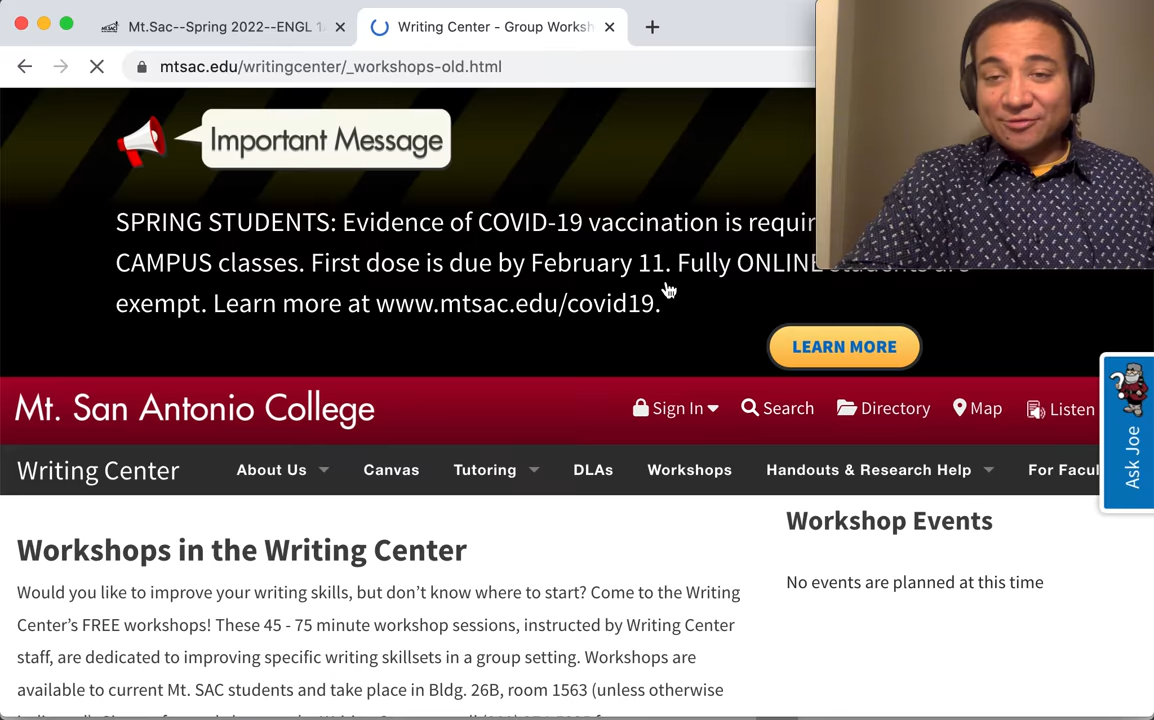 Mt.Sac--Spring 2022--ENGL 1
Writing Center - Group Worksh
mtsac.edu/writingcenter/_workshops-old.html
Important Message
SPRING STUDENTS: Evidence of COVID-19 vaccination is requir
CAMPUS classes. First dose is due by February 11. Fully ONLINE students are
exempt. Learn more at www.mtsac.edu/covid19.
LEARN MORE
Mt. San Antonio College
Sign In Search Directory Map Listen
Ask Joe
Writing Center About Us Canvas Tutoring DLAs Workshops Handouts & Research Help For Facul
Workshops in the Writing Center
Would you like to improve your writing skills, but don’t know where to start? Come to the Writing
Center’s FREE workshops! These 45 - 75 minute workshop sessions, instructed by Writing Center
staff, are dedicated to improving specific writing skillsets in a group setting. Workshops are
available to current Mt. SAC students and take place in Bldg. 26B, room 1563 (unless otherwise
Workshop Events
No events are planned at this time